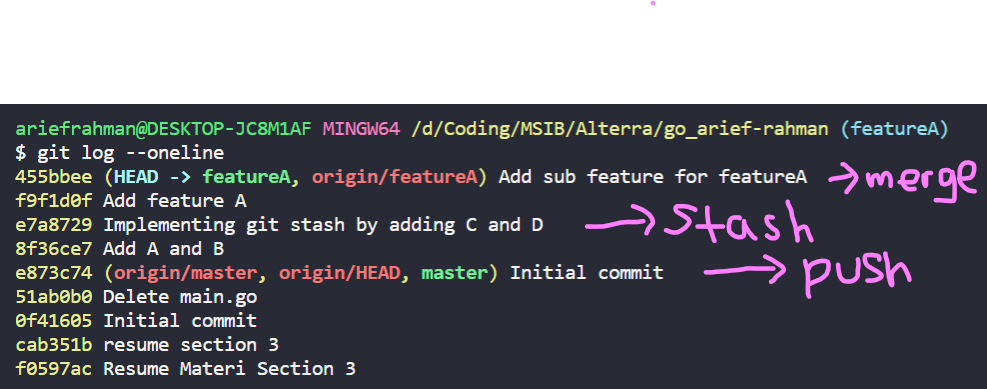 ariefrahman@DESKTOP-JC8M1AF MINGW64 /d/Coding/MSIB/Alterra/go_arief-rahman (featureA)
$ git log --oneline
455bbee (HEAD -> featureA, origin/featureA) Add sub feature for featureA → merge
f9f1d0f Add feature A
e7a8729 Implementing git stash by adding C and D → Stash
8f36ce7 Add A and B
e873c74 (origin/master, origin/HEAD, master) Initial commit → push
51ab0b0 Delete main.go
0f41605 Initial commit
cab351b resume section 3
f0597ac Resume Materi Section 3